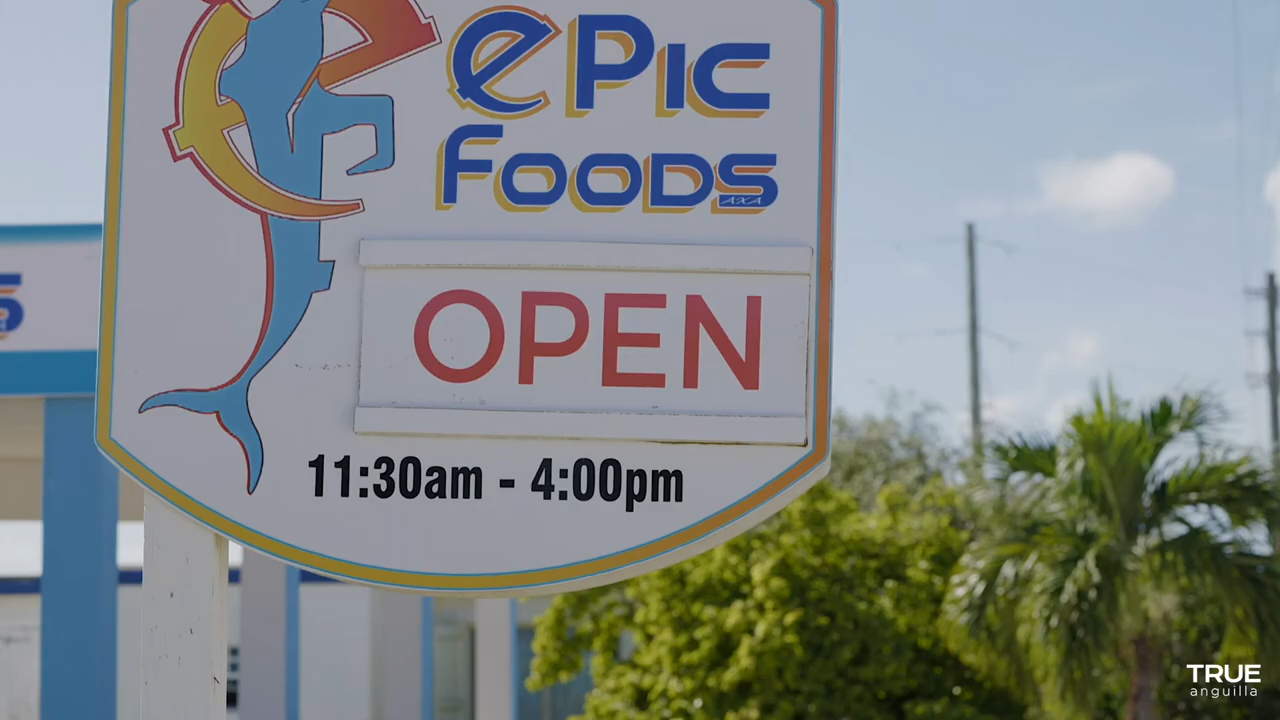 ePIC
FOODS
AXA
OPEN
11:30am - 4:00pm
S
TRUE
anguilla